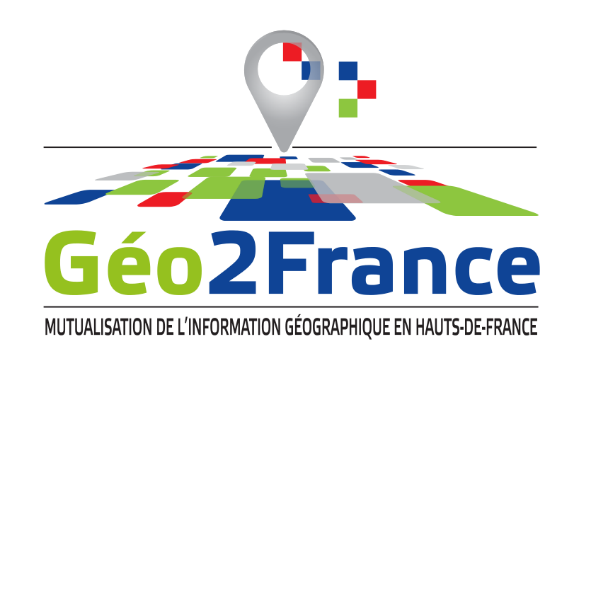 Géo2France
MUTUALISATION DE L'INFORMATION GÉOGRAPHIQUE EN HAUTS-DE-FRANCE